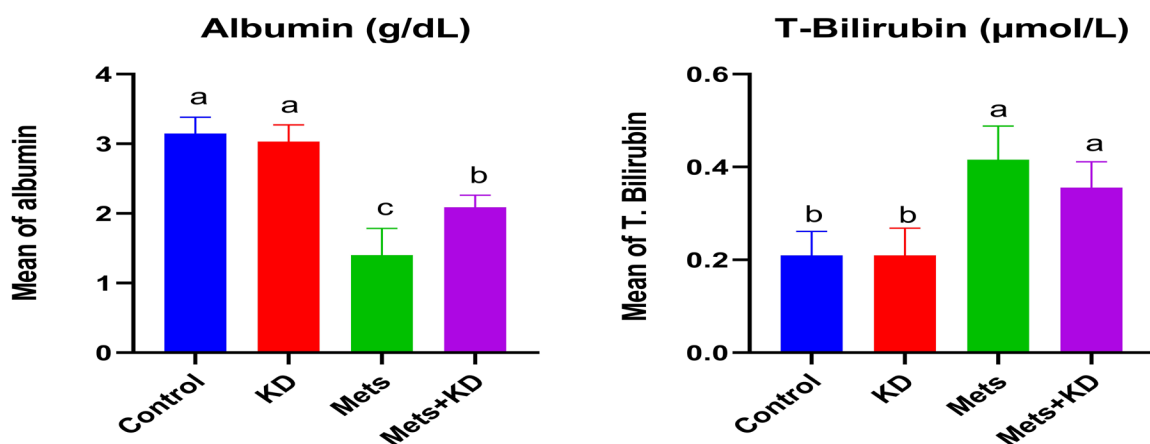 Albumin (g/dL)
Mean of albumin
4
3
2
1
0
a
a
c
b
Control
KD
Mets
Mets+KD
T-Bilirubin (µmol/L)
Mean of T. Bilirubin
0.6
0.4
0.2
0.0
b
b
a
a
Control
KD
Mets
Mets+KD